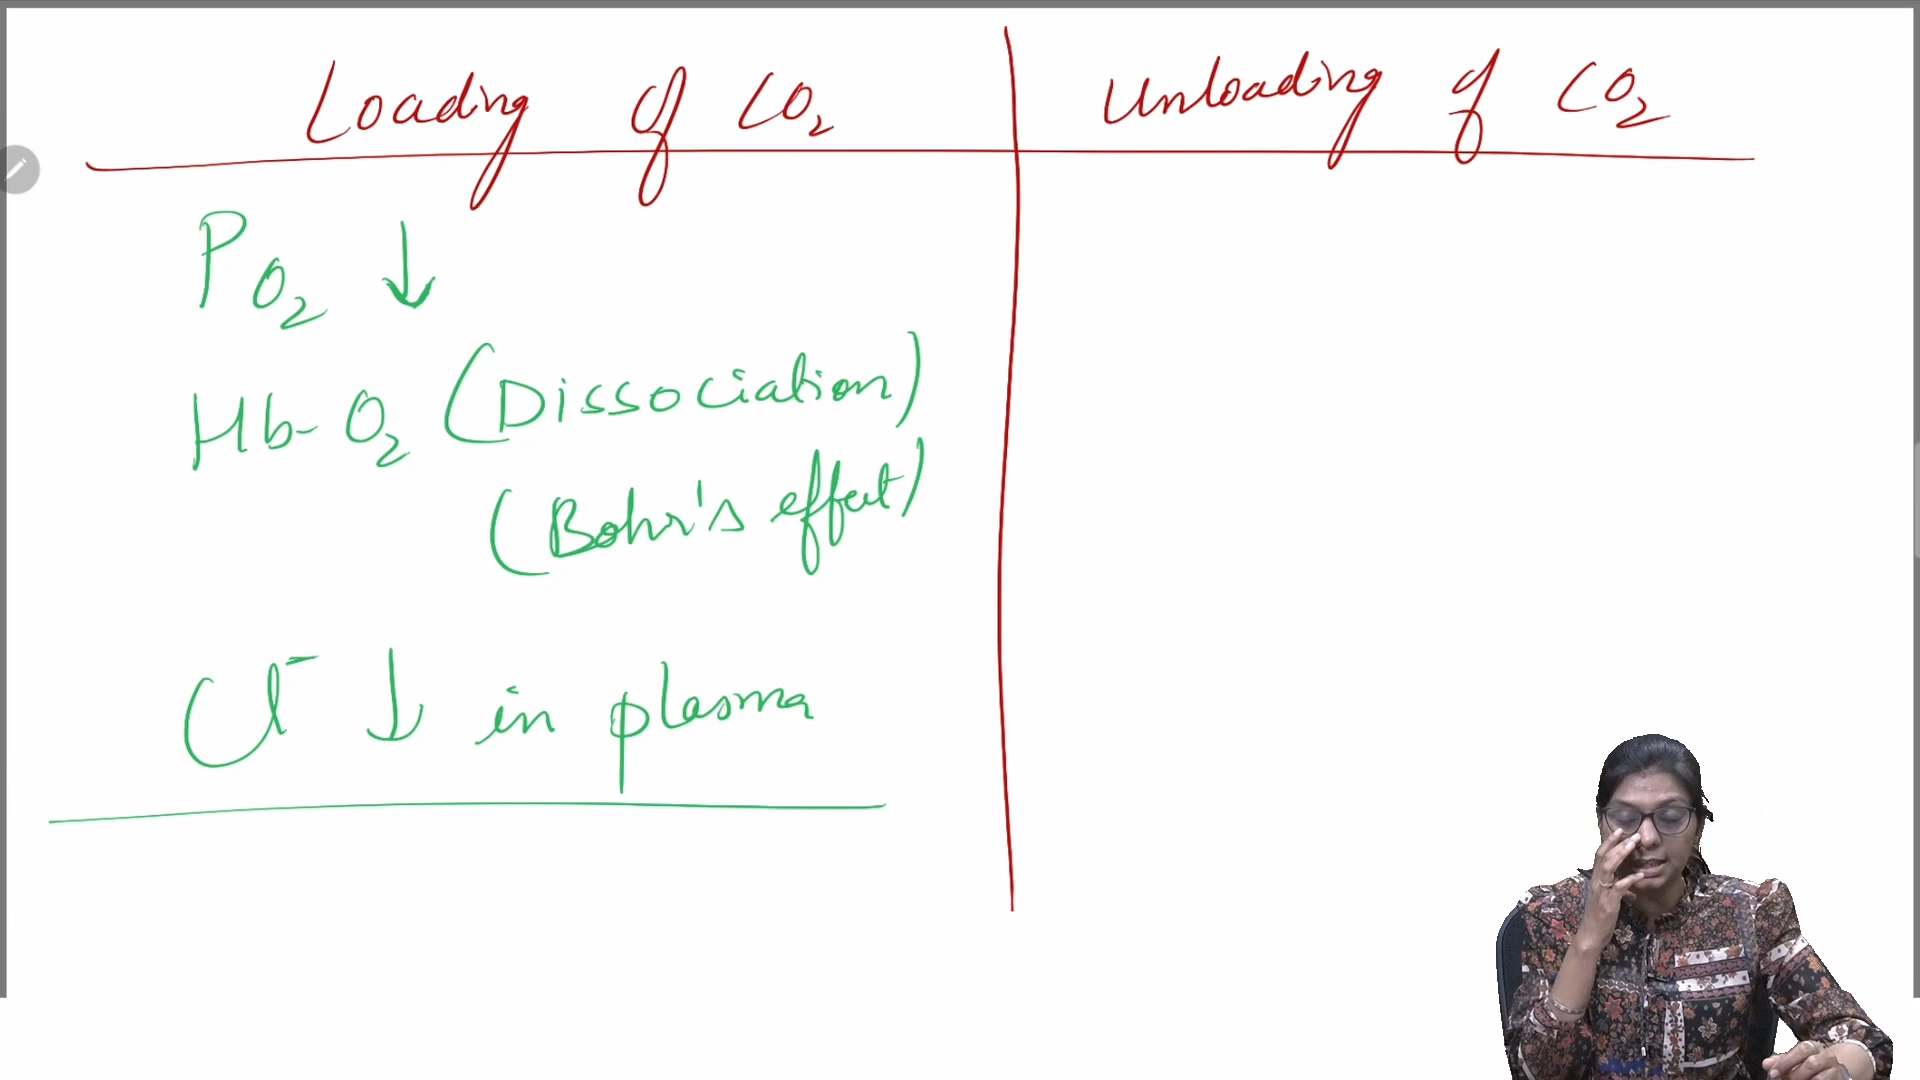 Loading of CO₂
Unloading of CO₂
PO₂ ↓
Hb-O₂ (Dissociation)
(Bohr's effect)
Cl⁻ ↓ in plasma